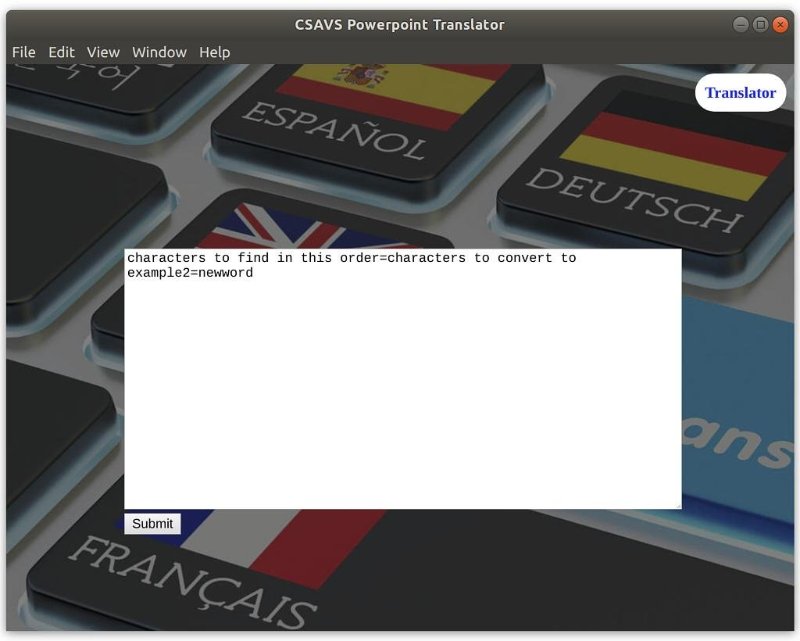 CSAVS Powerpoint Translator
File Edit View Window Help
Translator
ESPAÑOL
DEUTSCH
characters to find in this order=characters to convert to
example2=newword
ans
Submit
FRANÇAIS